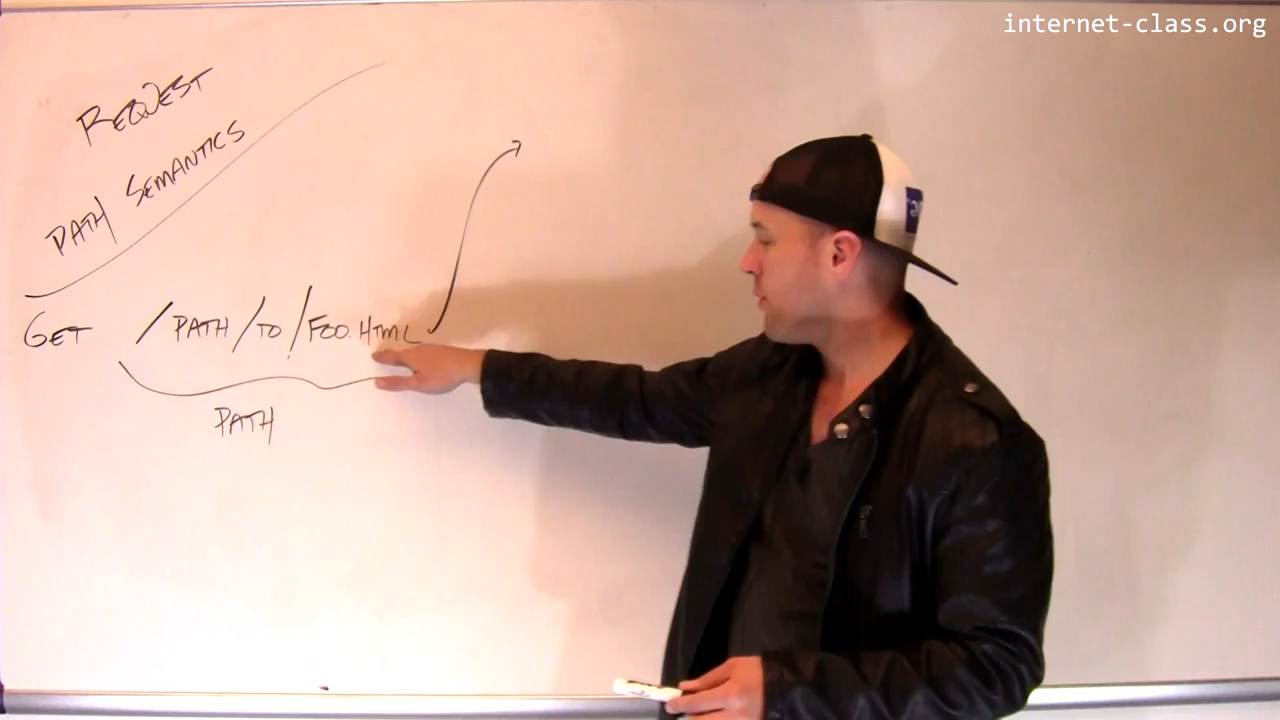 internet-class.org
REQUEST
PATH SEMANTICS
GET /PATH/TO/FOO.HTML
PATH